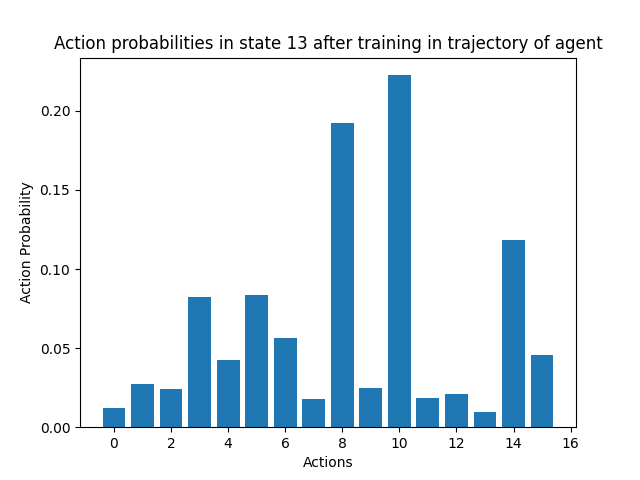 Action probabilities in state 13 after training in trajectory of agent
0.20
0.15
0.10
0.05
0.00
Action Probability
0 2 4 6 8 10 12 14 16
Actions